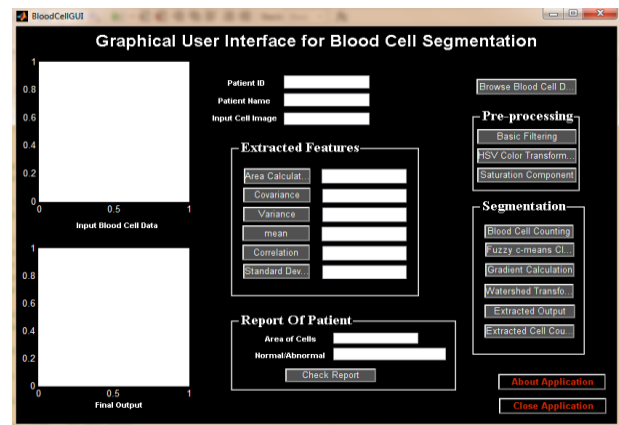 BloodCellGUI
Graphical User Interface for Blood Cell Segmentation
1
0.8
0.6
0.4
0.2
0
0 0.5 1
Input Blood Cell Data
1
0.8
0.6
0.4
0.2
0
0 0.5 1
Final Output
Patient ID
Patient Name
Input Cell Image
Extracted Features
Area Calculat...
Covariance
Variance
mean
Correlation
Standard Dev...
Report Of Patient
Area of Cells
Normal/Abnormal
Check Report
Browse Blood Cell D...
Pre-processing
Basic Filtering
HSV Color Transform...
Saturation Component
Segmentation
Blood Cell Counting
Fuzzy c-means Cl...
Gradient Calculation
Watershed Transfo...
Extracted Output
Extracted Cell Cou...
About Application
Close Application